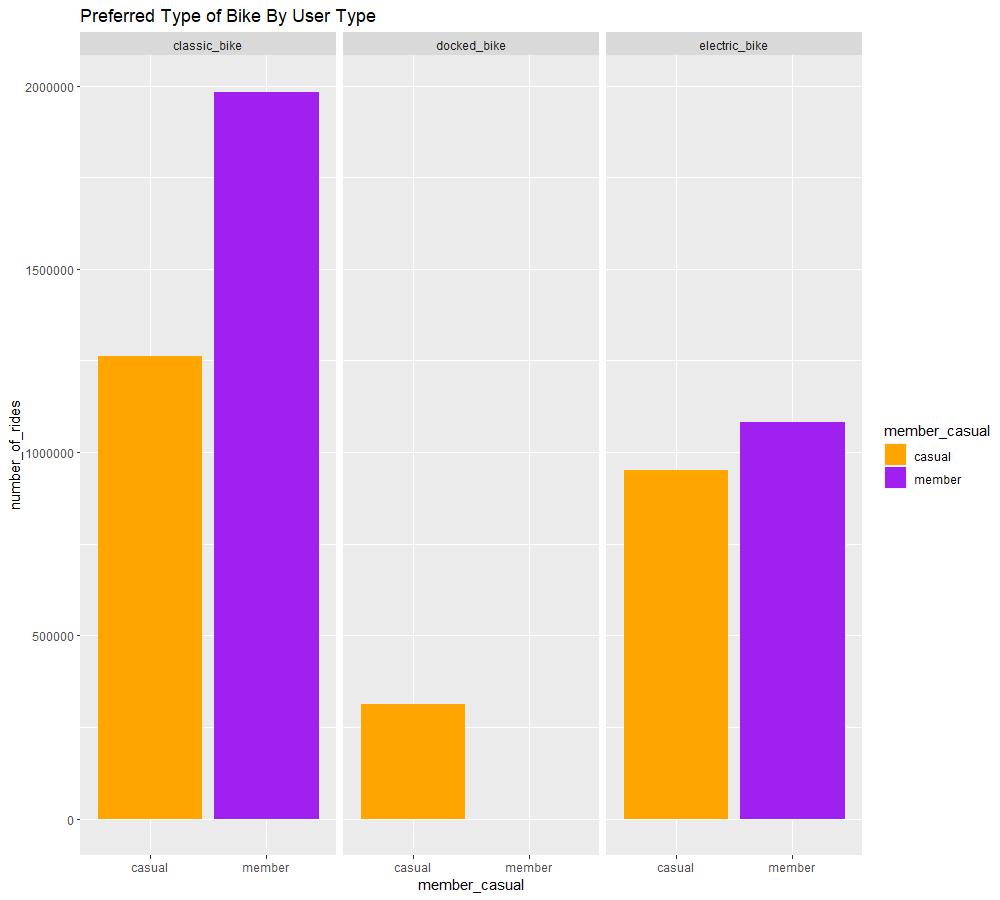 Preferred Type of Bike By User Type
classic_bike
docked_bike
electric_bike
number_of_rides
2000000
1500000
1000000
500000
0
casual
member
casual
member
casual
member
member_casual
member_casual
casual
member